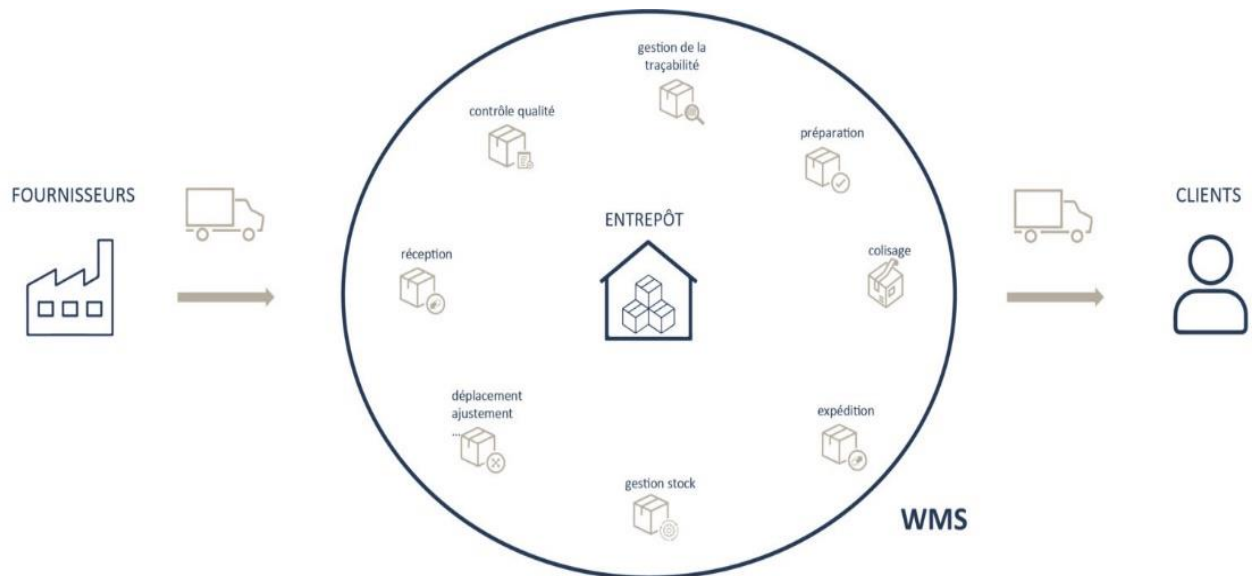 gestion de la
traçabilité
contrôle qualité
préparation
FOURNISSEURS
CLIENTS
ENTREPÔT
réception
colisage
déplacement
ajustement
...
expédition
gestion stock
WMS